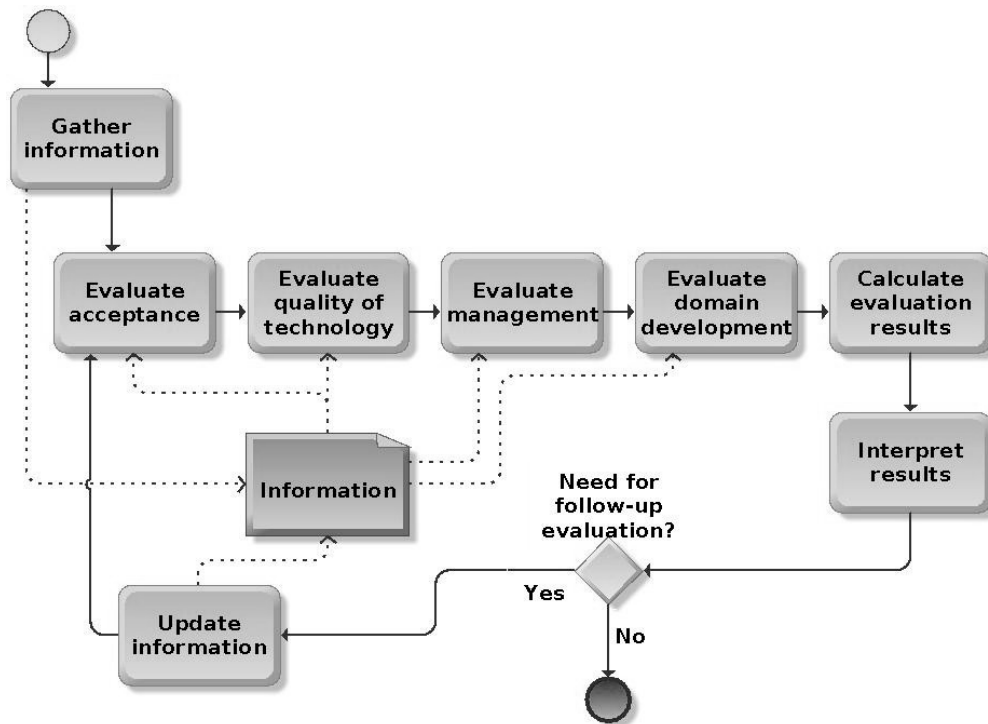 Gather
information
Evaluate
acceptance
Evaluate
quality of
technology
Evaluate
management
Evaluate
domain
development
Calculate
evaluation
results
Interpret
results
Information
Need for
follow-up
evaluation?
Yes
No
Update
information